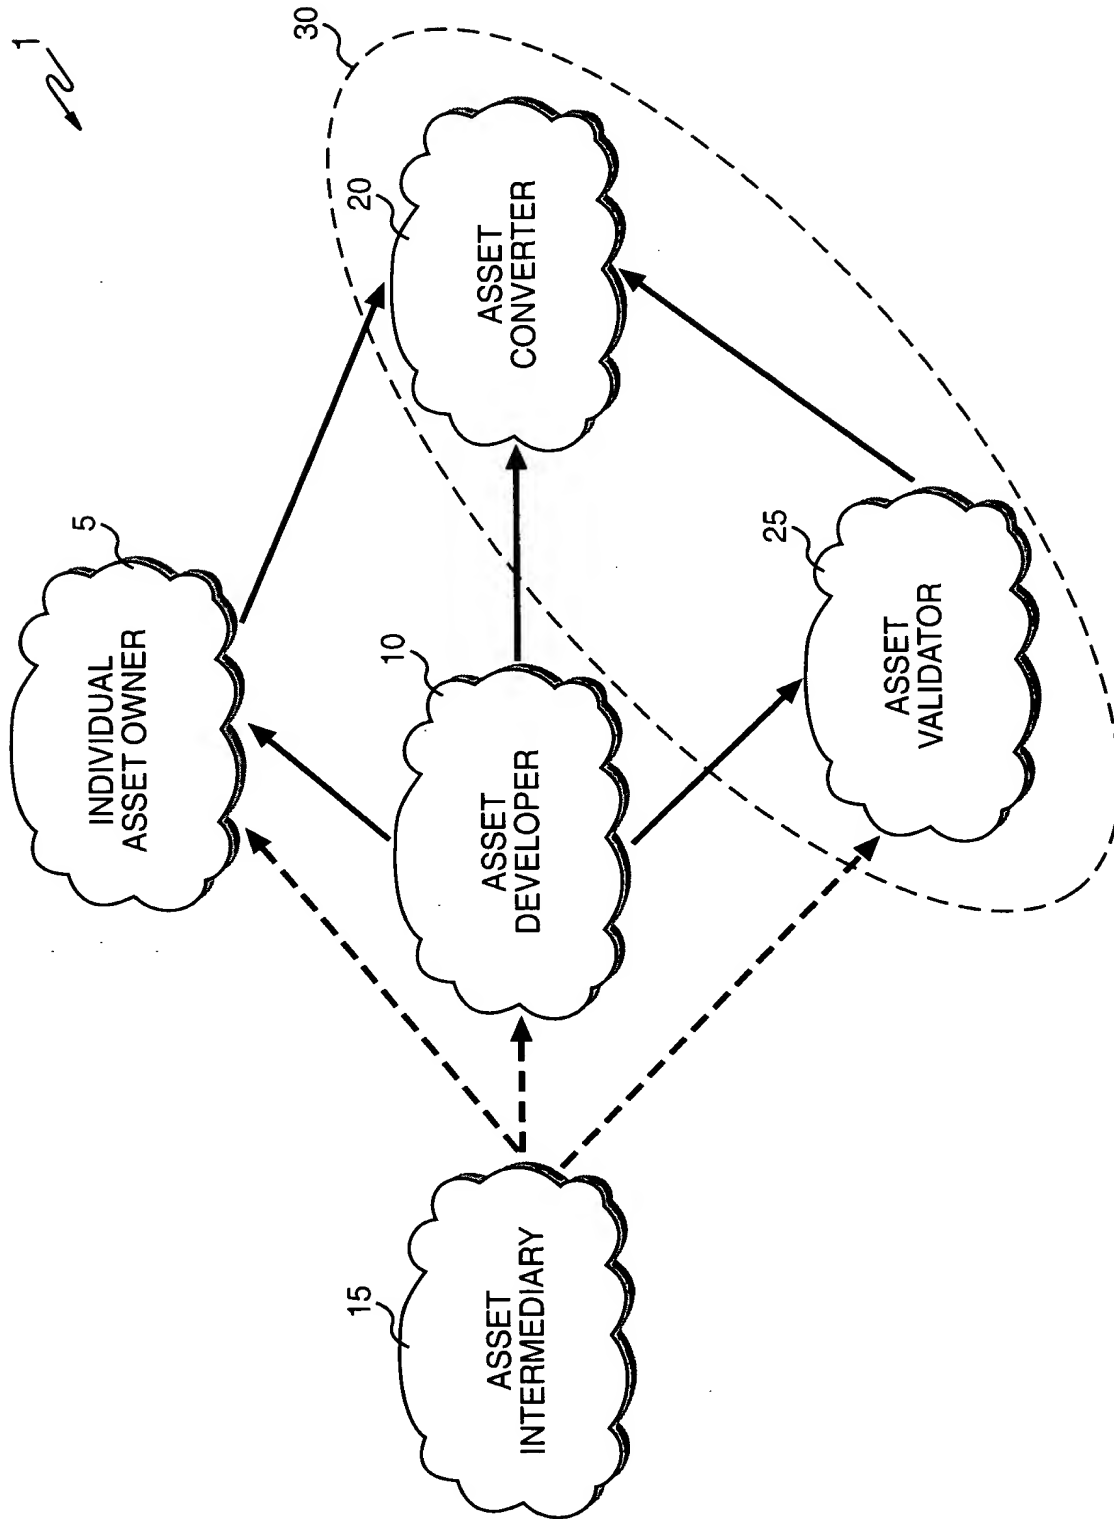 1
30
20
ASSET
CONVERTER
5
INDIVIDUAL
ASSET OWNER
10
ASSET
DEVELOPER
25
ASSET
VALIDATOR
15
ASSET
INTERMEDIARY